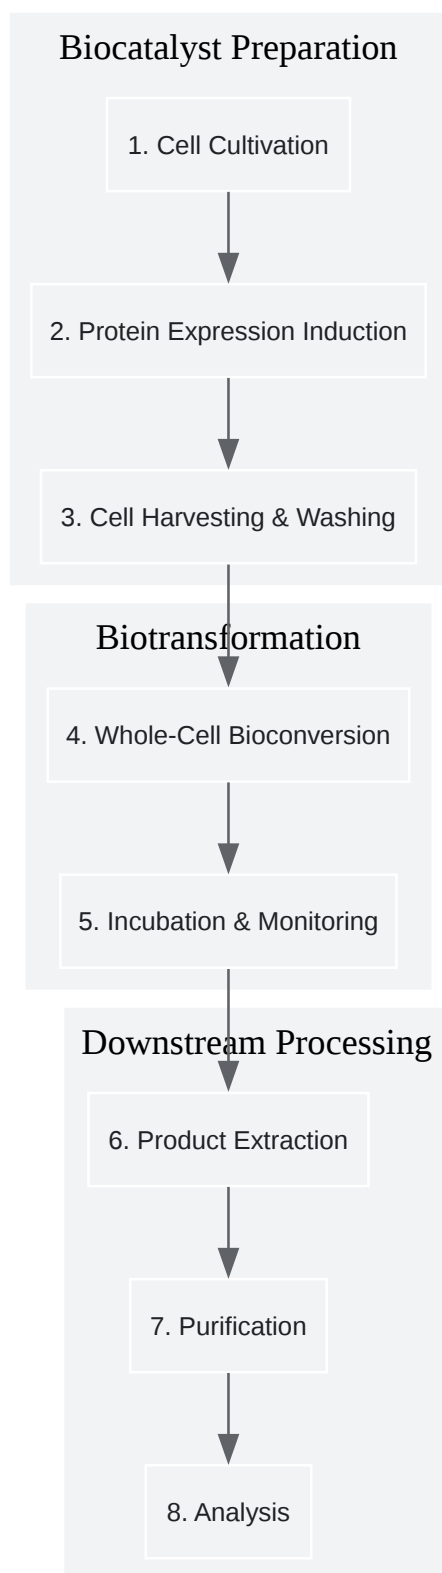 Biocatalyst Preparation
1. Cell Cultivation
2. Protein Expression Induction
3. Cell Harvesting & Washing
Biotransformation
4. Whole-Cell Bioconversion
5. Incubation & Monitoring
Downstream Processing
6. Product Extraction
7. Purification
8. Analysis